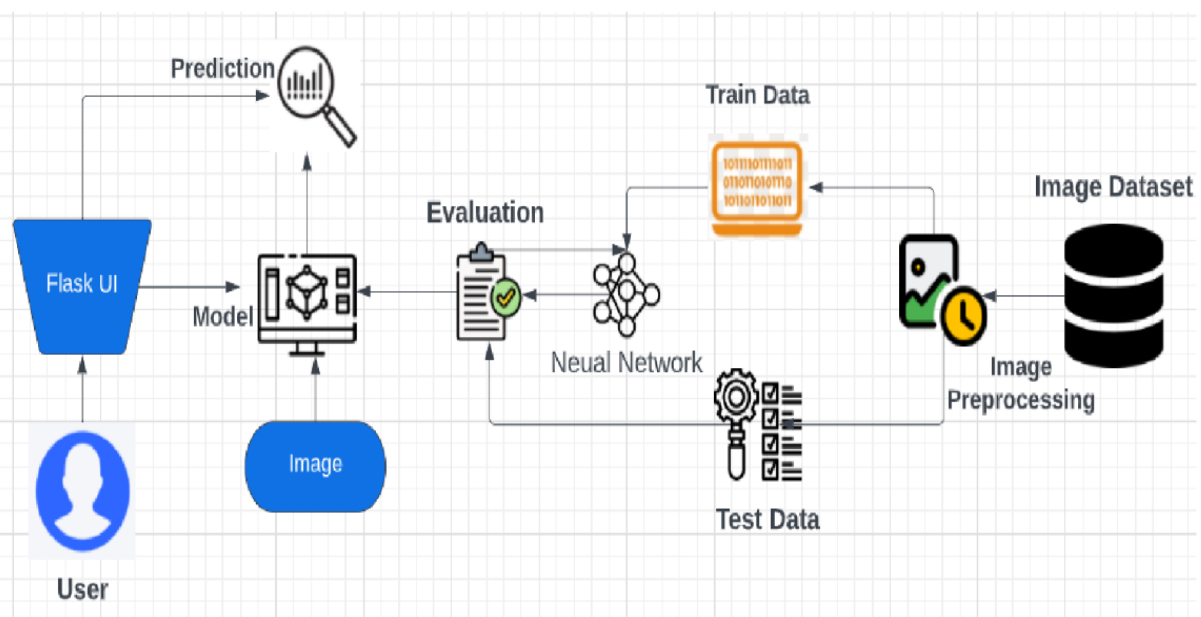 Prediction
Train Data
Image Dataset
Evaluation
Flask UI
Model
Neual Network
Image
Preprocessing
Image
Test Data
User